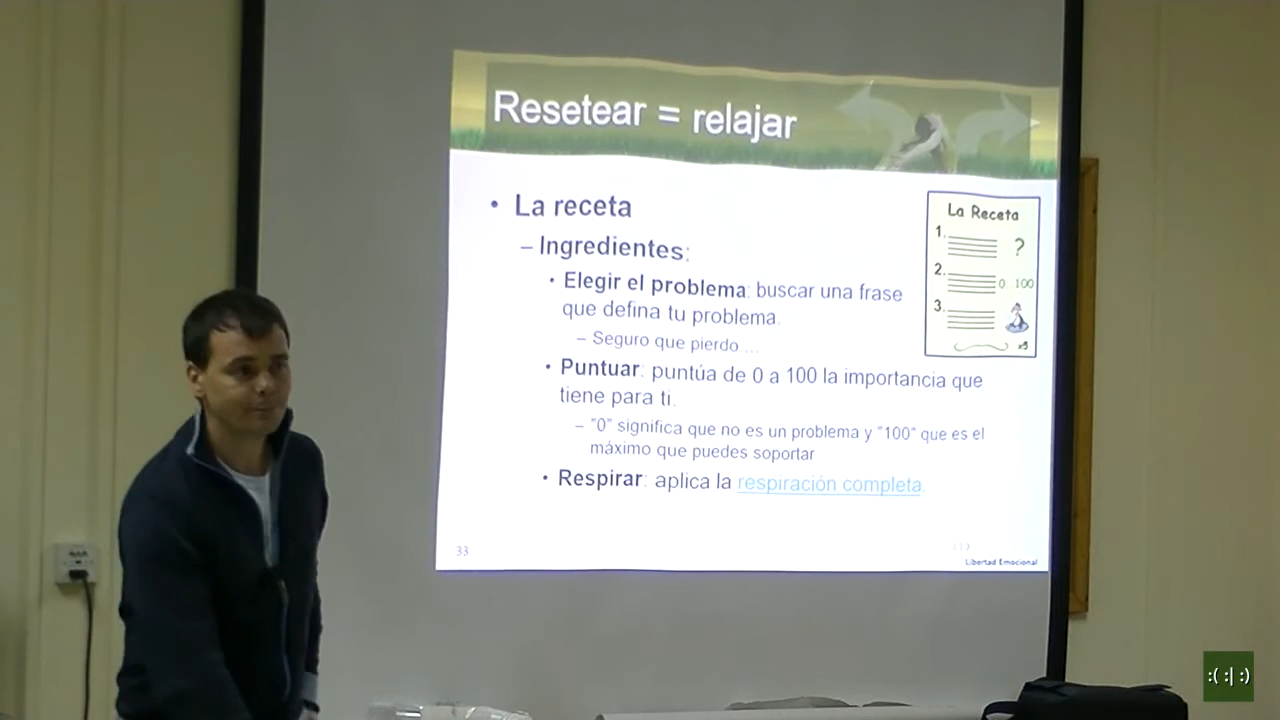 Resetear = relajar
• La receta
– Ingredientes:
• Elegir el problema: buscar una frase
que defina tu problema.
– Seguro que pierdo ...
• Puntuar: puntúa de 0 a 100 la importancia que
tiene para ti.
– "0" significa que no es un problema y "100" que es el
máximo que puedes soportar
• Respirar: aplica la respiración completa.
La Receta
1.
?
2.
0 100
3.
33
Libertad Emocional
:( :| :)